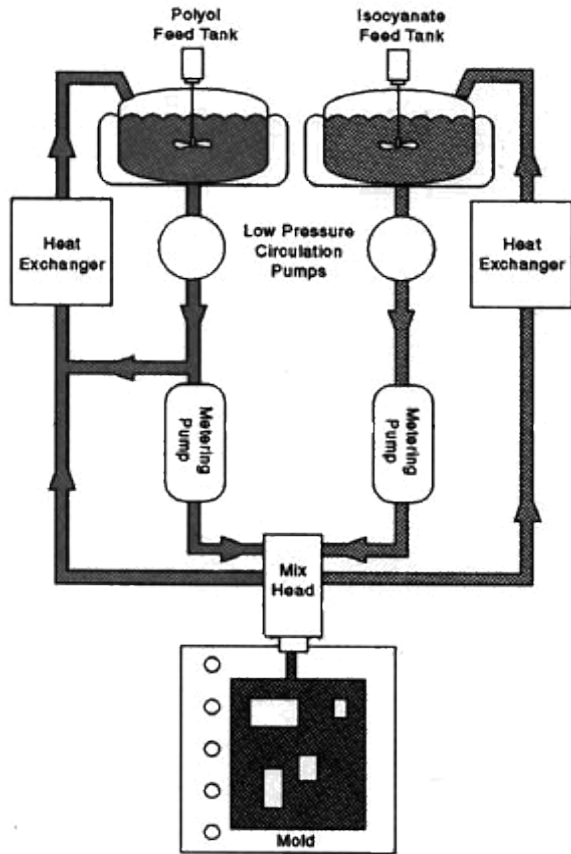 Polyol
Feed Tank
Isocyanate
Feed Tank
Heat
Exchanger
Low Pressure
Circulation
Pumps
Heat
Exchanger
Metering
Pump
Metering
Pump
Mix
Head
Mold